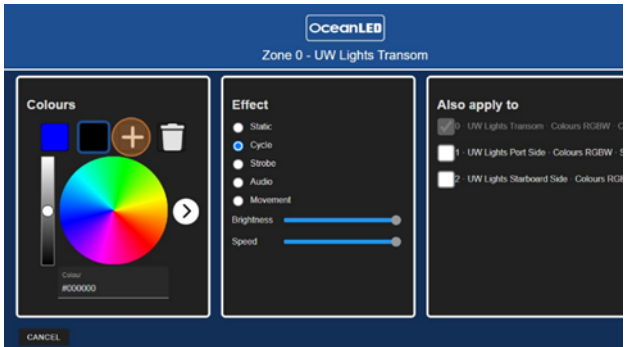 OceanLED
Zone 0 - UW Lights Transom
Colours
Colour
#000000
Effect
Static
Cycle
Strobe
Audio
Movement
Brightness
Speed
Also apply to
0 - UW Lights Transom - Colours RGBW - C
1 - UW Lights Port Side - Colours RGBW - S
2 - UW Lights Starboard Side - Colours RGB
CANCEL